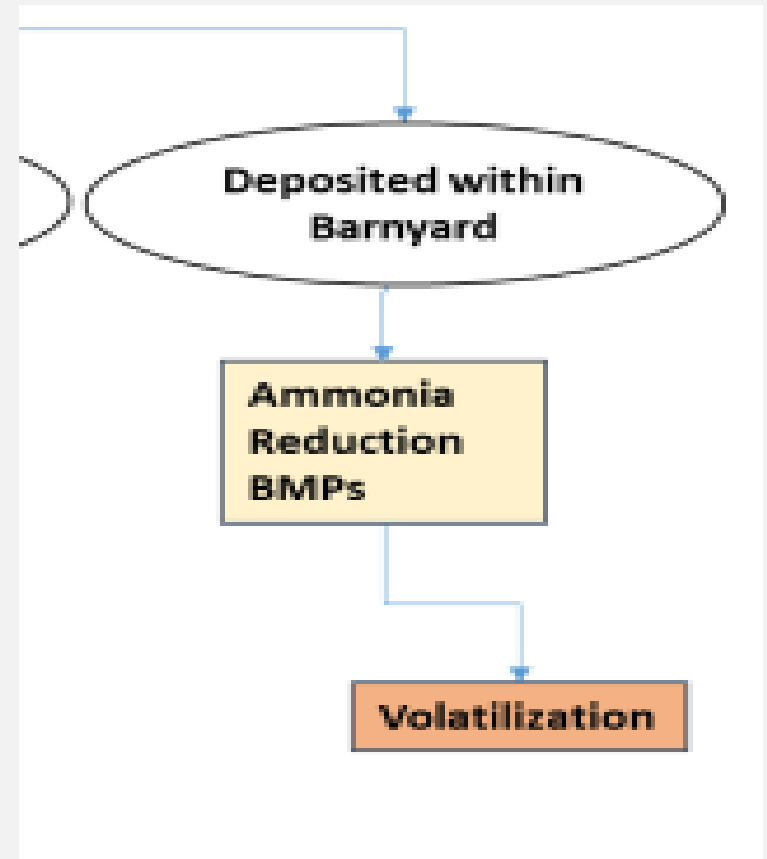 Deposited within
Barnyard
Ammonia
Reduction
BMPs
Volatilization